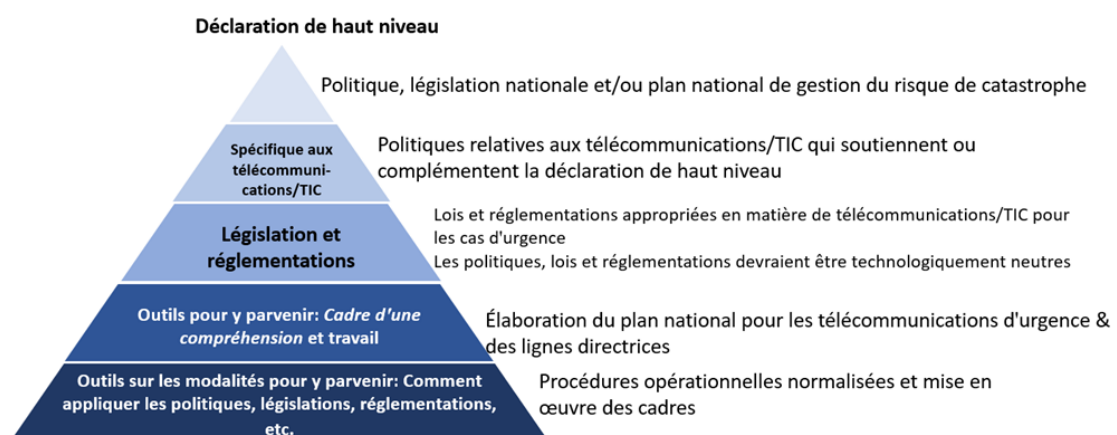 Déclaration de haut niveau
Politique, législation nationale et/ou plan national de gestion du risque de catastrophe
Spécifique aux
télécommuni-
cations/TIC
Politiques relatives aux télécommunications/TIC qui soutiennent ou
complémentent la déclaration de haut niveau
Législation et
réglementations
Lois et réglementations appropriées en matière de télécommunications/TIC pour
les cas d'urgence
Les politiques, lois et réglementations devraient être technologiquement neutres
Outils pour y parvenir: Cadre d'une
compréhension et travail
Élaboration du plan national pour les télécommunications d'urgence &
des lignes directrices
Outils sur les modalités pour y parvenir: Comment
appliquer les politiques, législations, réglementations,
etc.
Procédures opérationnelles normalisées et mise en
œuvre des cadres